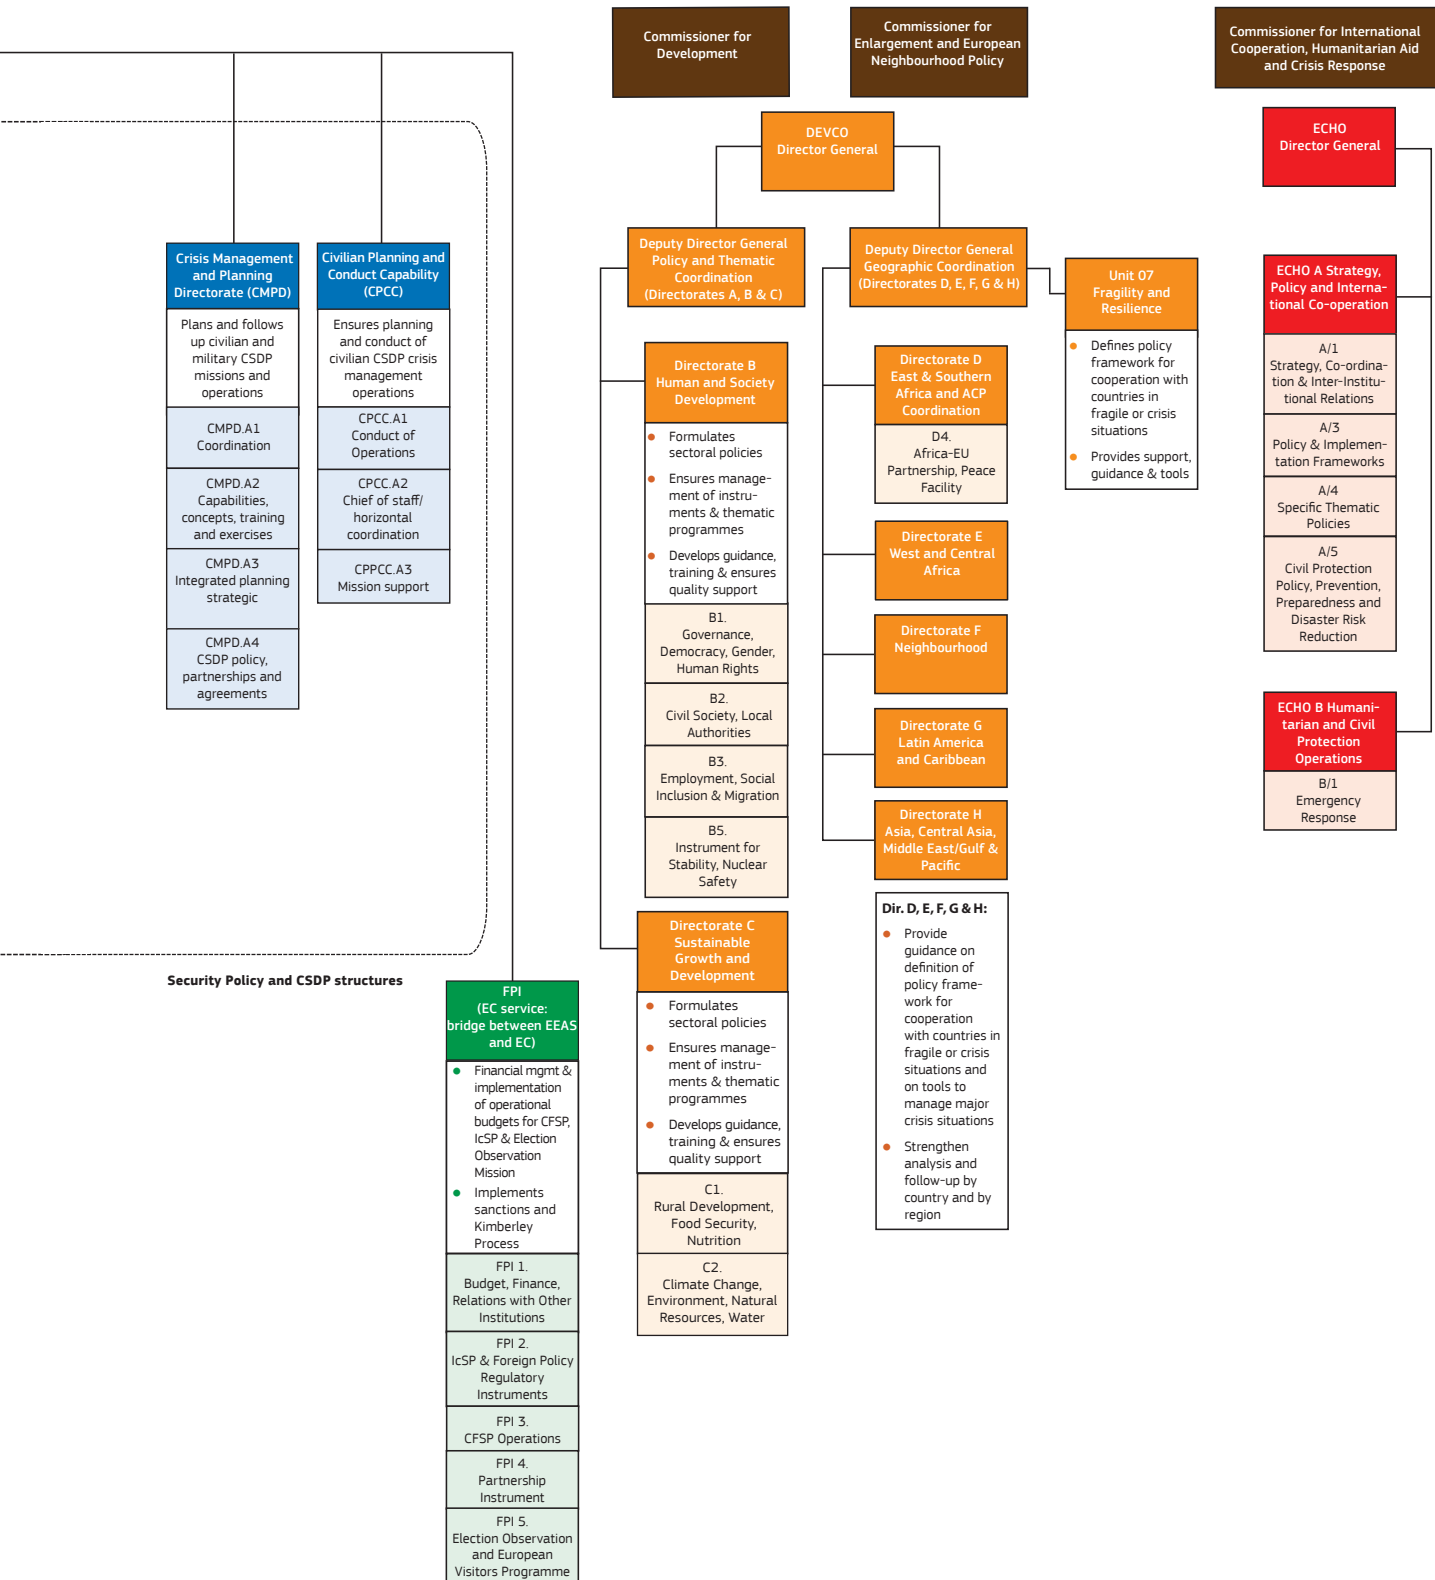 Commissioner for
Development
Commissioner for
Enlargement and European
Neighbourhood Policy
Commissioner for International
Cooperation, Humanitarian Aid
and Crisis Response
DEVCO
Director General
ECHO
Director General
Crisis Management
and Planning
Directorate (CMPD)
Plans and follows
up civilian and
military CSDP
missions and
operations
CMPD.A1
Coordination
CMPD.A2
Capabilities,
concepts, training
and exercises
CMPD.A3
Integrated planning
strategic
CMPD.A4
CSDP policy,
partnerships and
agreements
Civilian Planning and
Conduct Capability
(CPCC)
Ensures planning
and conduct of
civilian CSDP crisis
management
operations
CPCC.A1
Conduct of
Operations
CPCC.A2
Chief of staff/
horizontal
coordination
CPPCC.A3
Mission support
Security Policy and CSDP structures
FPI
(EC service:
bridge between EEAS
and EC)
● Financial mgmt &
implementation
of operational
budgets for CFSP,
IcSP & Election
Observation
Mission
● Implements
sanctions and
Kimberley
Process
FPI 1.
Budget, Finance,
Relations with Other
Institutions
FPI 2.
IcSP & Foreign Policy
Regulatory
Instruments
FPI 3.
CFSP Operations
FPI 4.
Partnership
Instrument
FPI 5.
Election Observation
and European
Visitors Programme
Deputy Director General
Policy and Thematic
Coordination
(Directorates A, B & C)
Directorate B
Human and Society
Development
● Formulates
sectoral policies
● Ensures manage-
ment of instru-
ments & thematic
programmes
● Develops guidance,
training & ensures
quality support
B1.
Governance,
Democracy, Gender,
Human Rights
B2.
Civil Society, Local
Authorities
B3.
Employment, Social
Inclusion & Migration
B5.
Instrument for
Stability, Nuclear
Safety
Directorate C
Sustainable
Growth and
Development
● Formulates
sectoral policies
● Ensures manage-
ment of instru-
ments & thematic
programmes
● Develops guidance,
training & ensures
quality support
C1.
Rural Development,
Food Security,
Nutrition
C2.
Climate Change,
Environment, Natural
Resources, Water
Deputy Director General
Geographic Coordination
(Directorates D, E, F, G & H)
Directorate D
East & Southern
Africa and ACP
Coordination
D4.
Africa-EU
Partnership, Peace
Facility
Directorate E
West and Central
Africa
Directorate F
Neighbourhood
Directorate G
Latin America
and Caribbean
Directorate H
Asia, Central Asia,
Middle East/Gulf &
Pacific
Dir. D, E, F, G & H:
● Provide
guidance on
definition of
policy frame-
work for
cooperation
with countries in
fragile or crisis
situations and
on tools to
manage major
crisis situations
● Strengthen
analysis and
follow-up by
country and by
region
Unit 07
Fragility and
Resilience
● Defines policy
framework for
cooperation with
countries in
fragile or crisis
situations
● Provides support,
guidance & tools
ECHO A Strategy,
Policy and Interna-
tional Co-operation
A/1
Strategy, Co-ordina-
tion & Inter-Institu-
tional Relations
A/3
Policy & Implemen-
tation Frameworks
A/4
Specific Thematic
Policies
A/5
Civil Protection
Policy, Prevention,
Preparedness and
Disaster Risk
Reduction
ECHO B Humani-
tarian and Civil
Protection
Operations
B/1
Emergency
Response